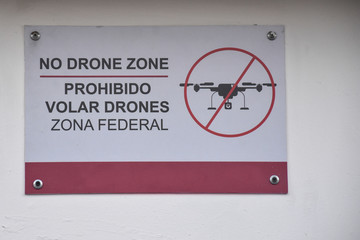 NO DRONE ZONE
PROHIBIDO
VOLAR DRONES
ZONA FEDERAL